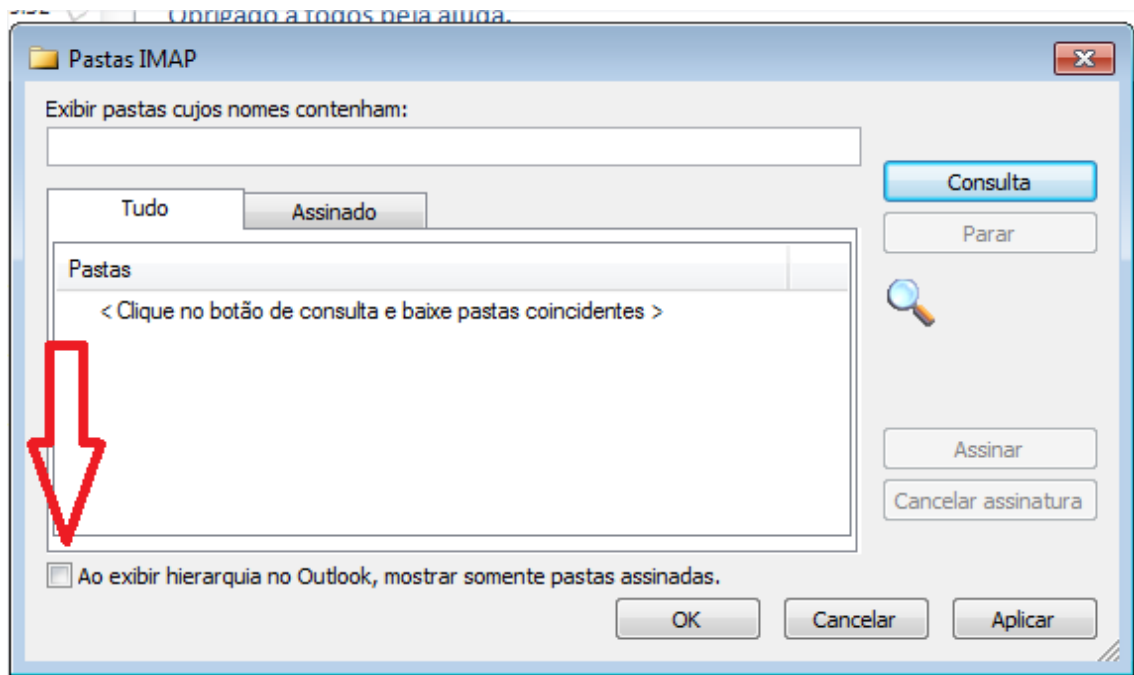 Obrigado a todos pela ajuda.
Pastas IMAP
Exibir pastas cujos nomes contenham:
Consulta
Tudo Assinado
Parar
Pastas
< Clique no botão de consulta e baixe pastas coincidentes >
Assinar
Cancelar assinatura
Ao exibir hierarquia no Outlook, mostrar somente pastas assinadas.
OK Cancelar Aplicar